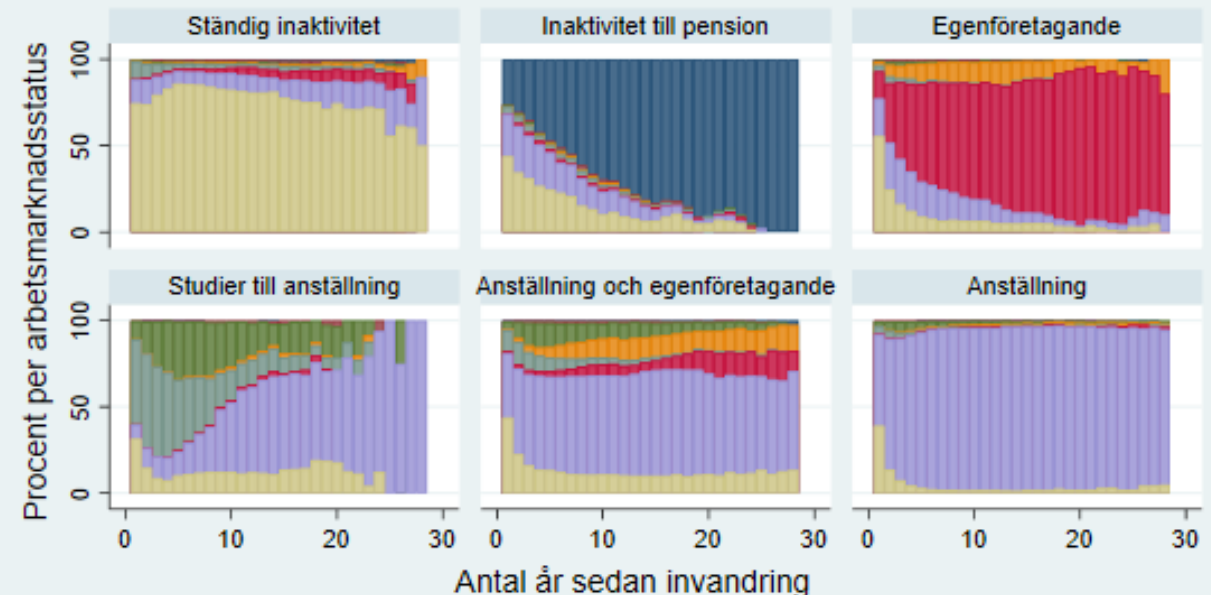 Ständig inaktivitet
Inaktivitet till pension
Egenföretagande
Procent per arbetsmarknadsstatus
100
50
0
Studier till anställning
Anställning och egenföretagande
Anställning
100
50
0
0 10 20 30
0 10 20 30
0 10 20 30
Antal år sedan invandring